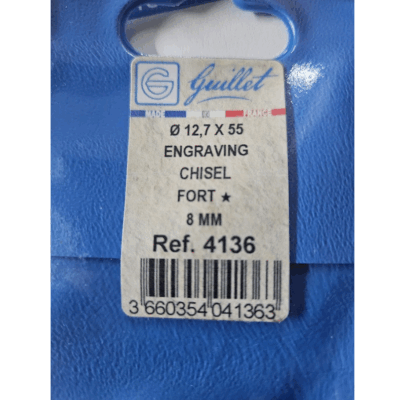 G Guillet
MADE IN FRANCE
Ø 12,7 X 55
ENGRAVING
CHISEL
FORT ★
8 MM
Ref. 4136
3 660354 041363